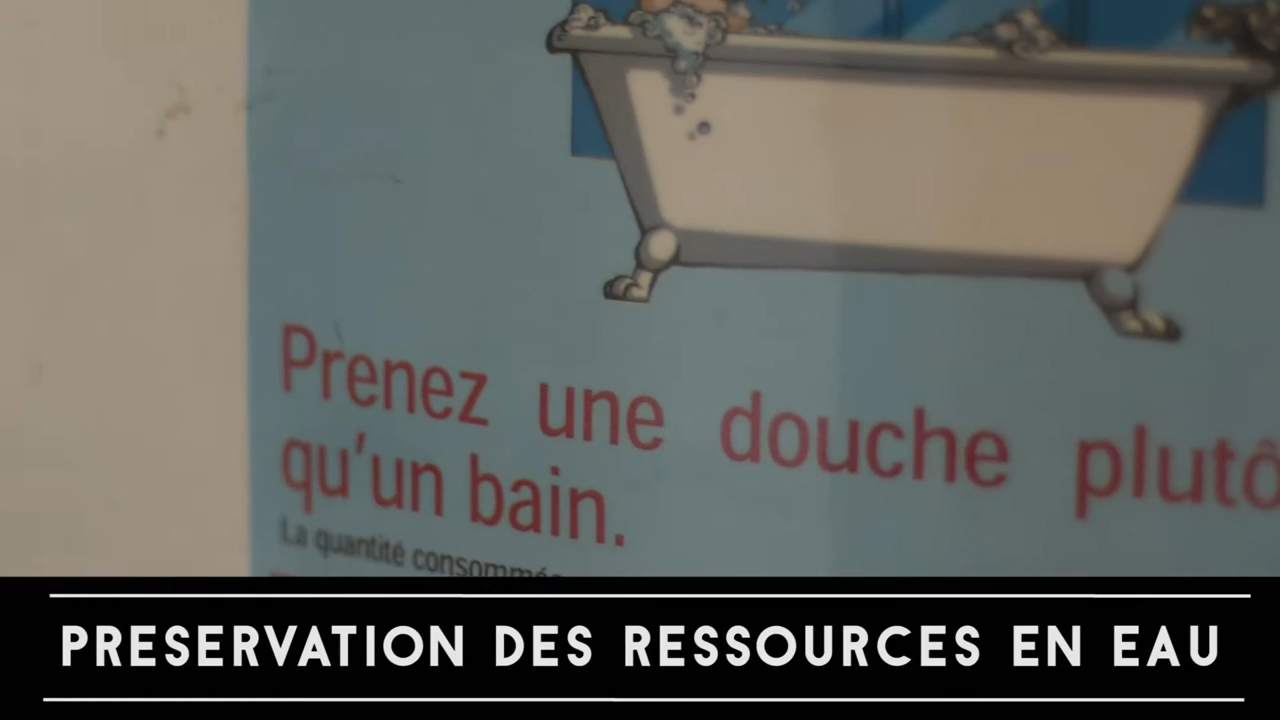 Prenez une douche
qu'un bain.
La quantité
PRESERVATION DES RESSOURCES EN EAU